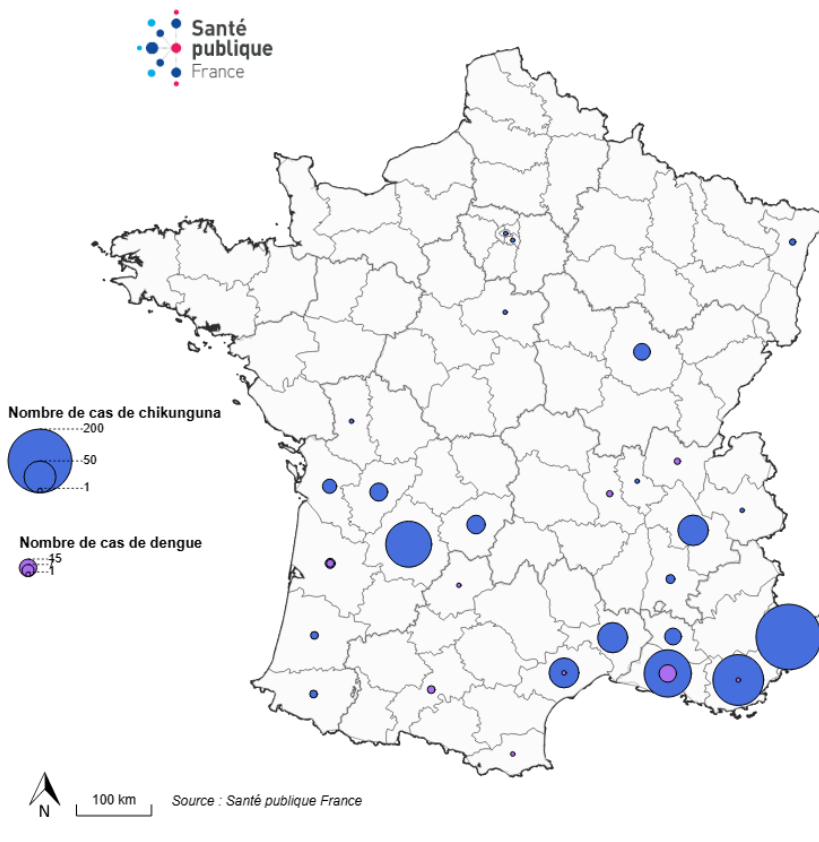 Santé
publique
France
Nombre de cas de chikunguna
200
50
1
Nombre de cas de dengue
15
1
N
100 km
Source : Santé publique France